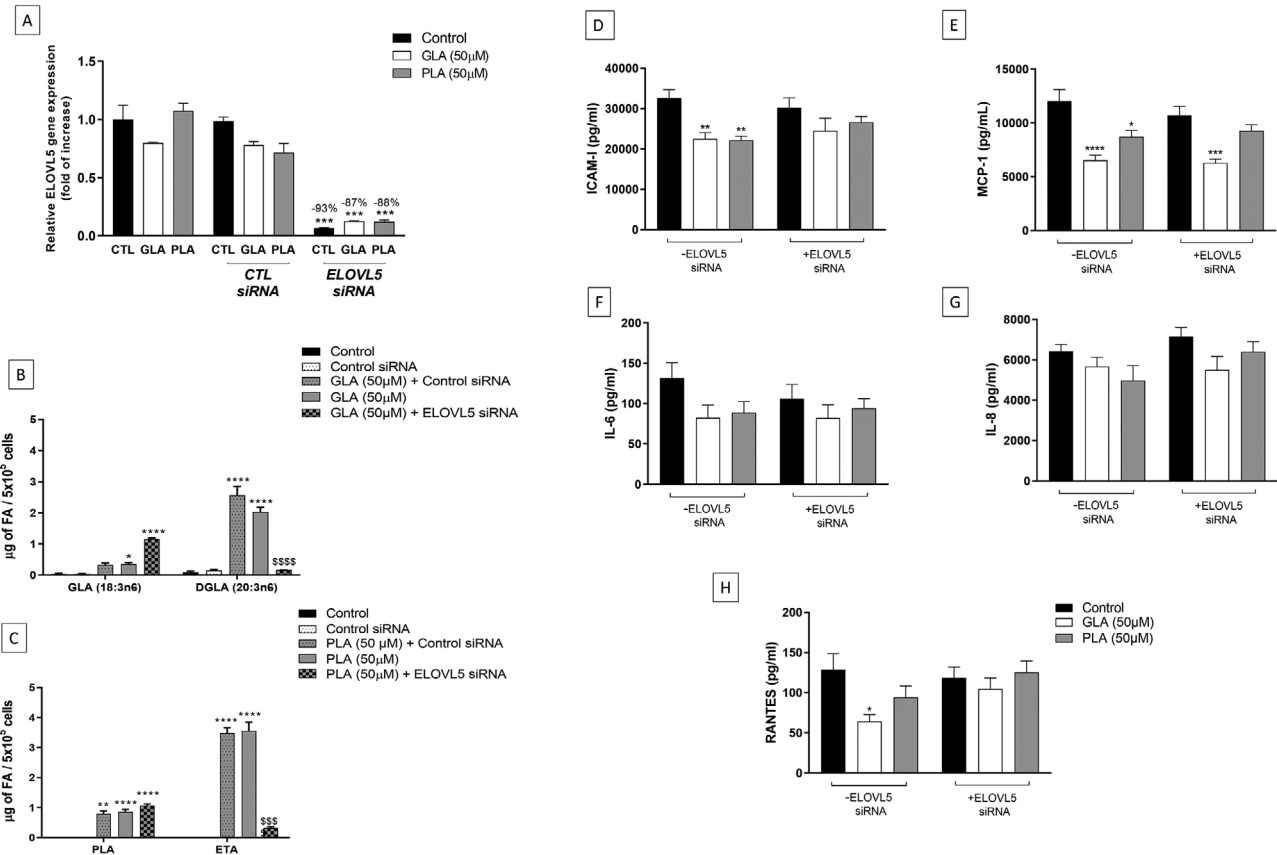 A
Control
GLA (50μM)
PLA (50μM)
Relative ELOVL5 gene expression
(fold of increase)
1.5
1.0
0.5
0.0
-93%
-87%
-88%
***
***
***
CTL GLA PLA
CTL GLA PLA
CTL GLA PLA
CTL
siRNA
ELOVL5
siRNA
B
Control
Control siRNA
GLA (50μM) + Control siRNA
GLA (50μM)
GLA (50μM) + ELOVL5 siRNA
μg of FA / 5x10⁵ cells
5
4
3
2
1
0
*
****
****
****
$$$$
GLA (18:3n6)
DGLA (20:3n6)
C
Control
Control siRNA
PLA (50 μM) + Control siRNA
PLA (50μM)
PLA (50μM) + ELOVL5 siRNA
μg of FA / 5x10⁵ cells
5
4
3
2
1
0
**
****
****
****
****
$$$
PLA
ETA
D
ICAM-I (pg/ml)
40000
30000
20000
10000
0
**
**
-ELOVL5
siRNA
+ELOVL5
siRNA
E
MCP-1 (pg/mL)
15000
10000
5000
0
****
*
***
-ELOVL5
siRNA
+ELOVL5
siRNA
F
IL-6 (pg/ml)
200
150
100
50
0
-ELOVL5
siRNA
+ELOVL5
siRNA
G
IL-8 (pg/ml)
8000
6000
4000
2000
0
-ELOVL5
siRNA
+ELOVL5
siRNA
H
Control
GLA (50μM)
PLA (50μM)
RANTES (pg/ml)
200
150
100
50
0
*
-ELOVL5
siRNA
+ELOVL5
siRNA